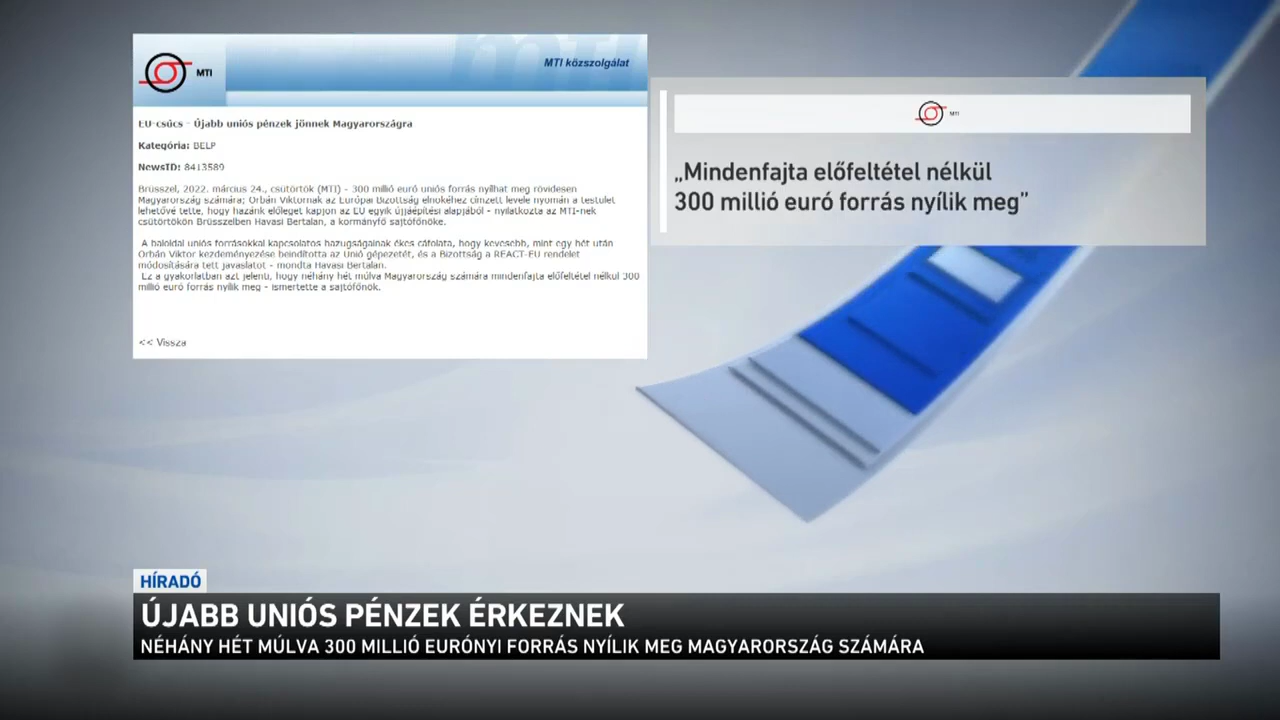 MTI
MTI közszolgálat
EU-csúcs - Újabb uniós pénzek jönnek Magyarországra
Kategória: BELP
NewsID: 8413589
Brüsszel, 2022. március 24., csütörtök (MTI) - 300 millió euró uniós forrás nyílhat meg rövidesen
Magyarország számára; Orbán Viktornak az Európai Bizottság elnökéhez címzett levele nyomán a testület
lehetővé tette, hogy hazánk előleget kapjon az EU egyik újjáépítési alapjából - nyilatkozta az MTI-nek
csütörtökön Brüsszelben Havasi Bertalan, a kormányfő sajtófőnöke.
A baloldal uniós forrásokkal kapcsolatos hazugságainak ékes cáfolata, hogy kevesebb, mint egy hét után
Orbán Viktor kezdeményezése beindította az Unió gépezetét, és a Bizottság a REACT-EU rendelet
módosítására tett javaslatot - mondta Havasi Bertalan.
Ez a gyakorlatban azt jelenti, hogy néhány hét múlva Magyarország számára mindenfajta előfeltétel nélkül 300
millió euró forrás nyílik meg - ismertette a sajtófőnök.
<< Vissza
MTI
„Mindenfajta előfeltétel nélkül
300 millió euró forrás nyílik meg”
HÍRADÓ
ÚJABB UNIÓS PÉNZEK ÉRKEZNEK
NÉHÁNY HÉT MÚLVA 300 MILLIÓ EURÓNYI FORRÁS NYÍLIK MEG MAGYARORSZÁG SZÁMÁRA